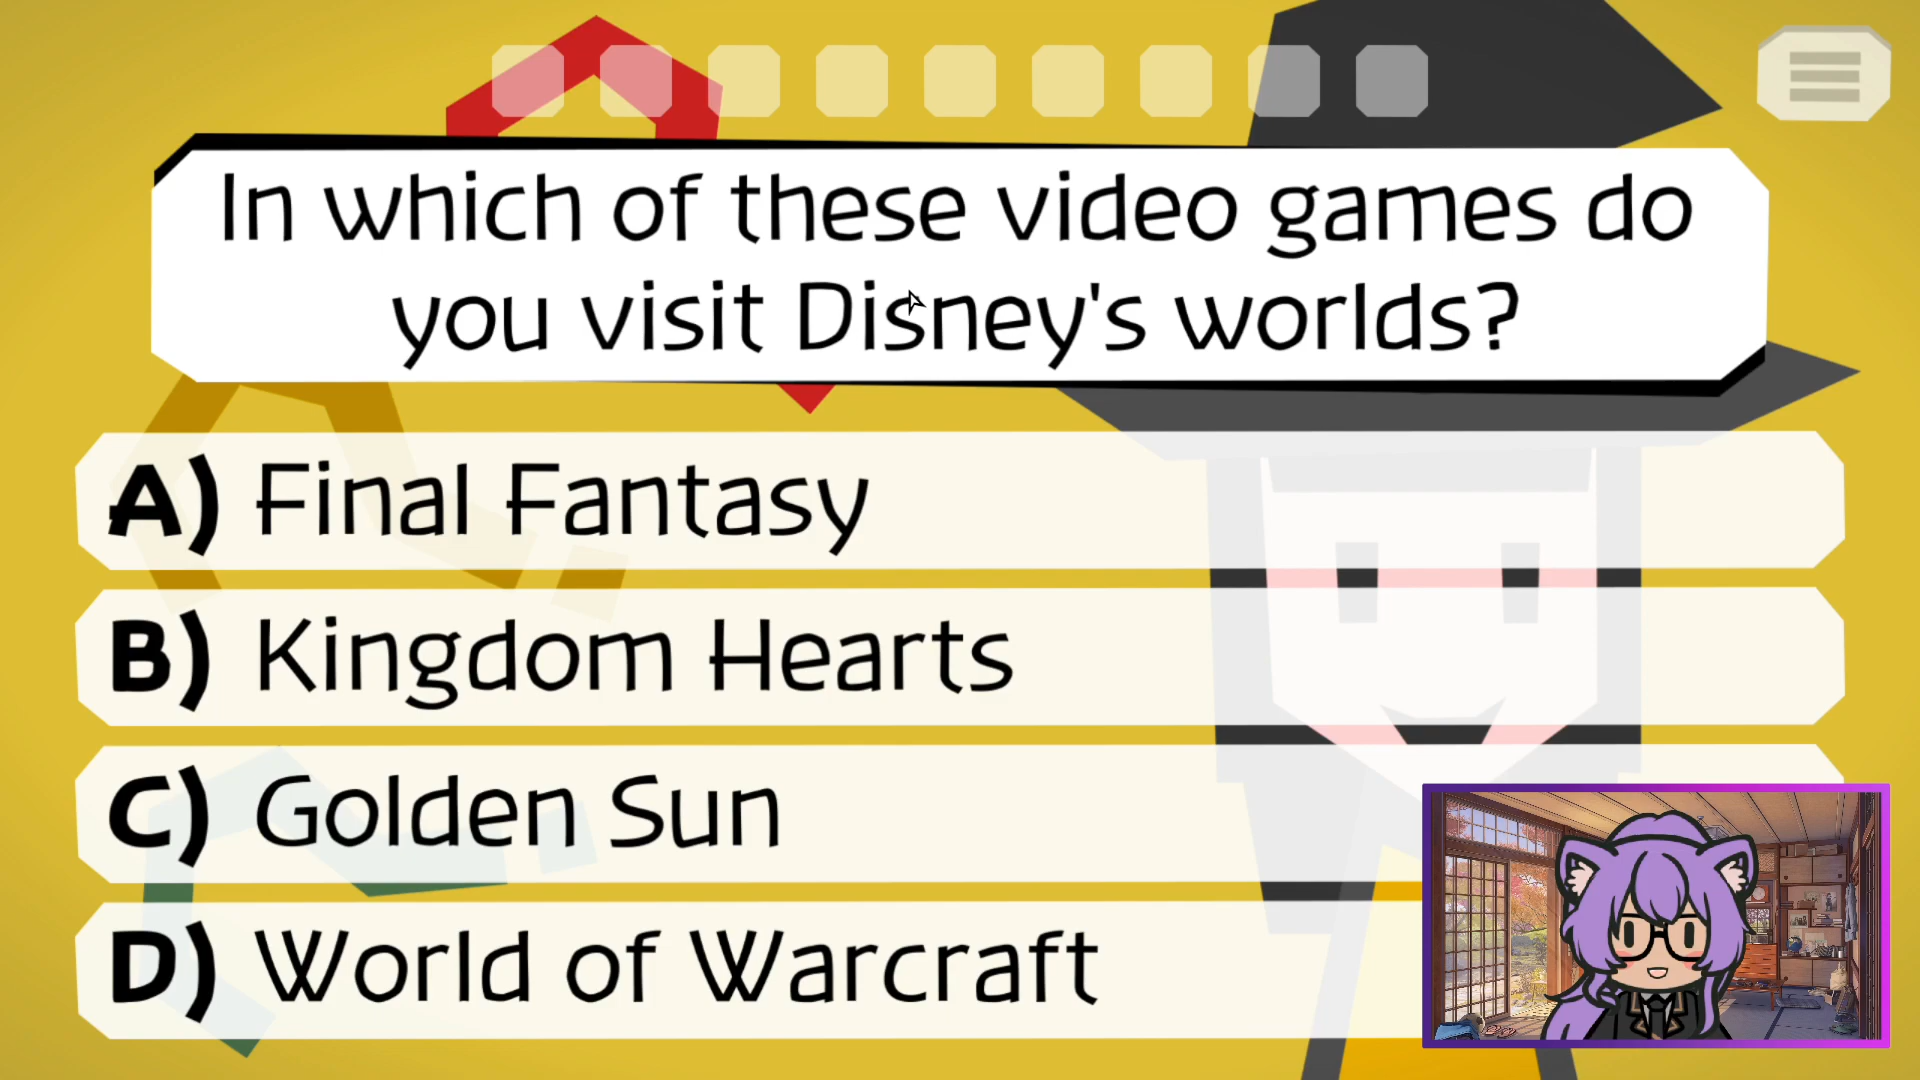 In which of these video games do
you visit Disney's worlds?
A) Final Fantasy
B) Kingdom Hearts
C) Golden Sun
D) World of Warcraft